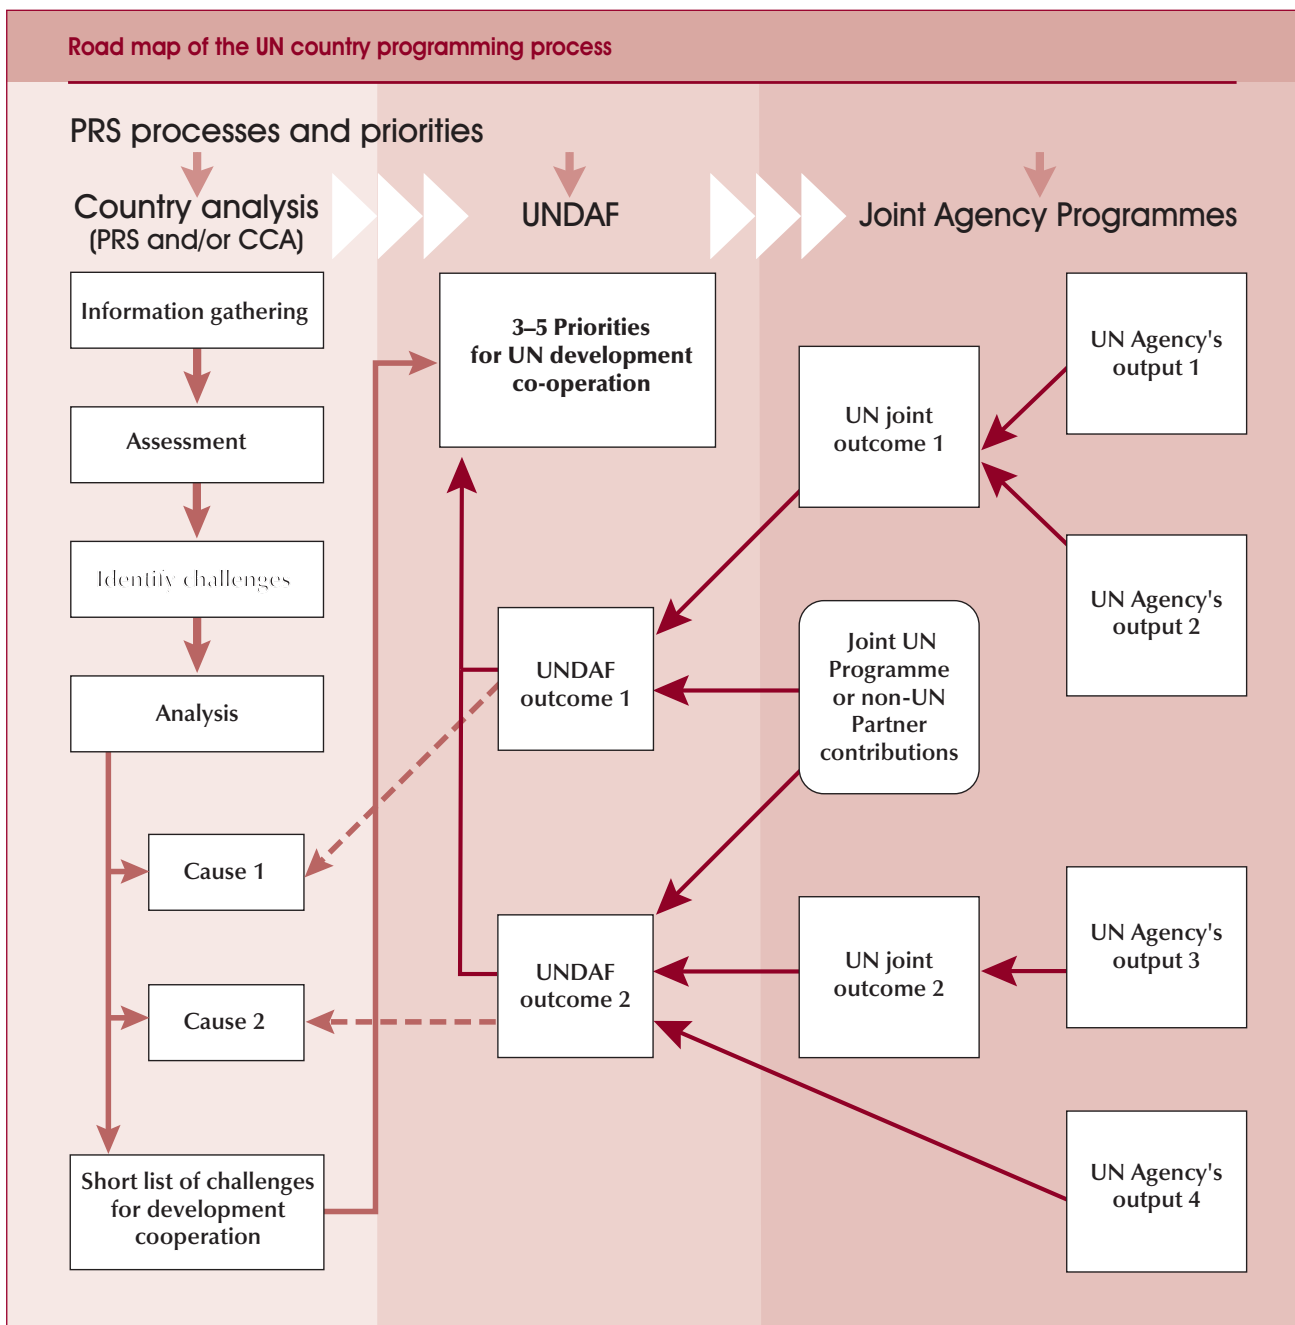 Road map of the UN country programming process
PRS processes and priorities
Country analysis
(PRS and/or CCA)
UNDAF
Joint Agency Programmes
Information gathering
Assessment
Identify challenges
Analysis
Cause 1
Cause 2
Short list of challenges
for development
cooperation
3–5 Priorities
for UN development
co-operation
UNDAF
outcome 1
UNDAF
outcome 2
UN joint
outcome 1
Joint UN
Programme
or non-UN
Partner
contributions
UN joint
outcome 2
UN Agency's
output 1
UN Agency's
output 2
UN Agency's
output 3
UN Agency's
output 4